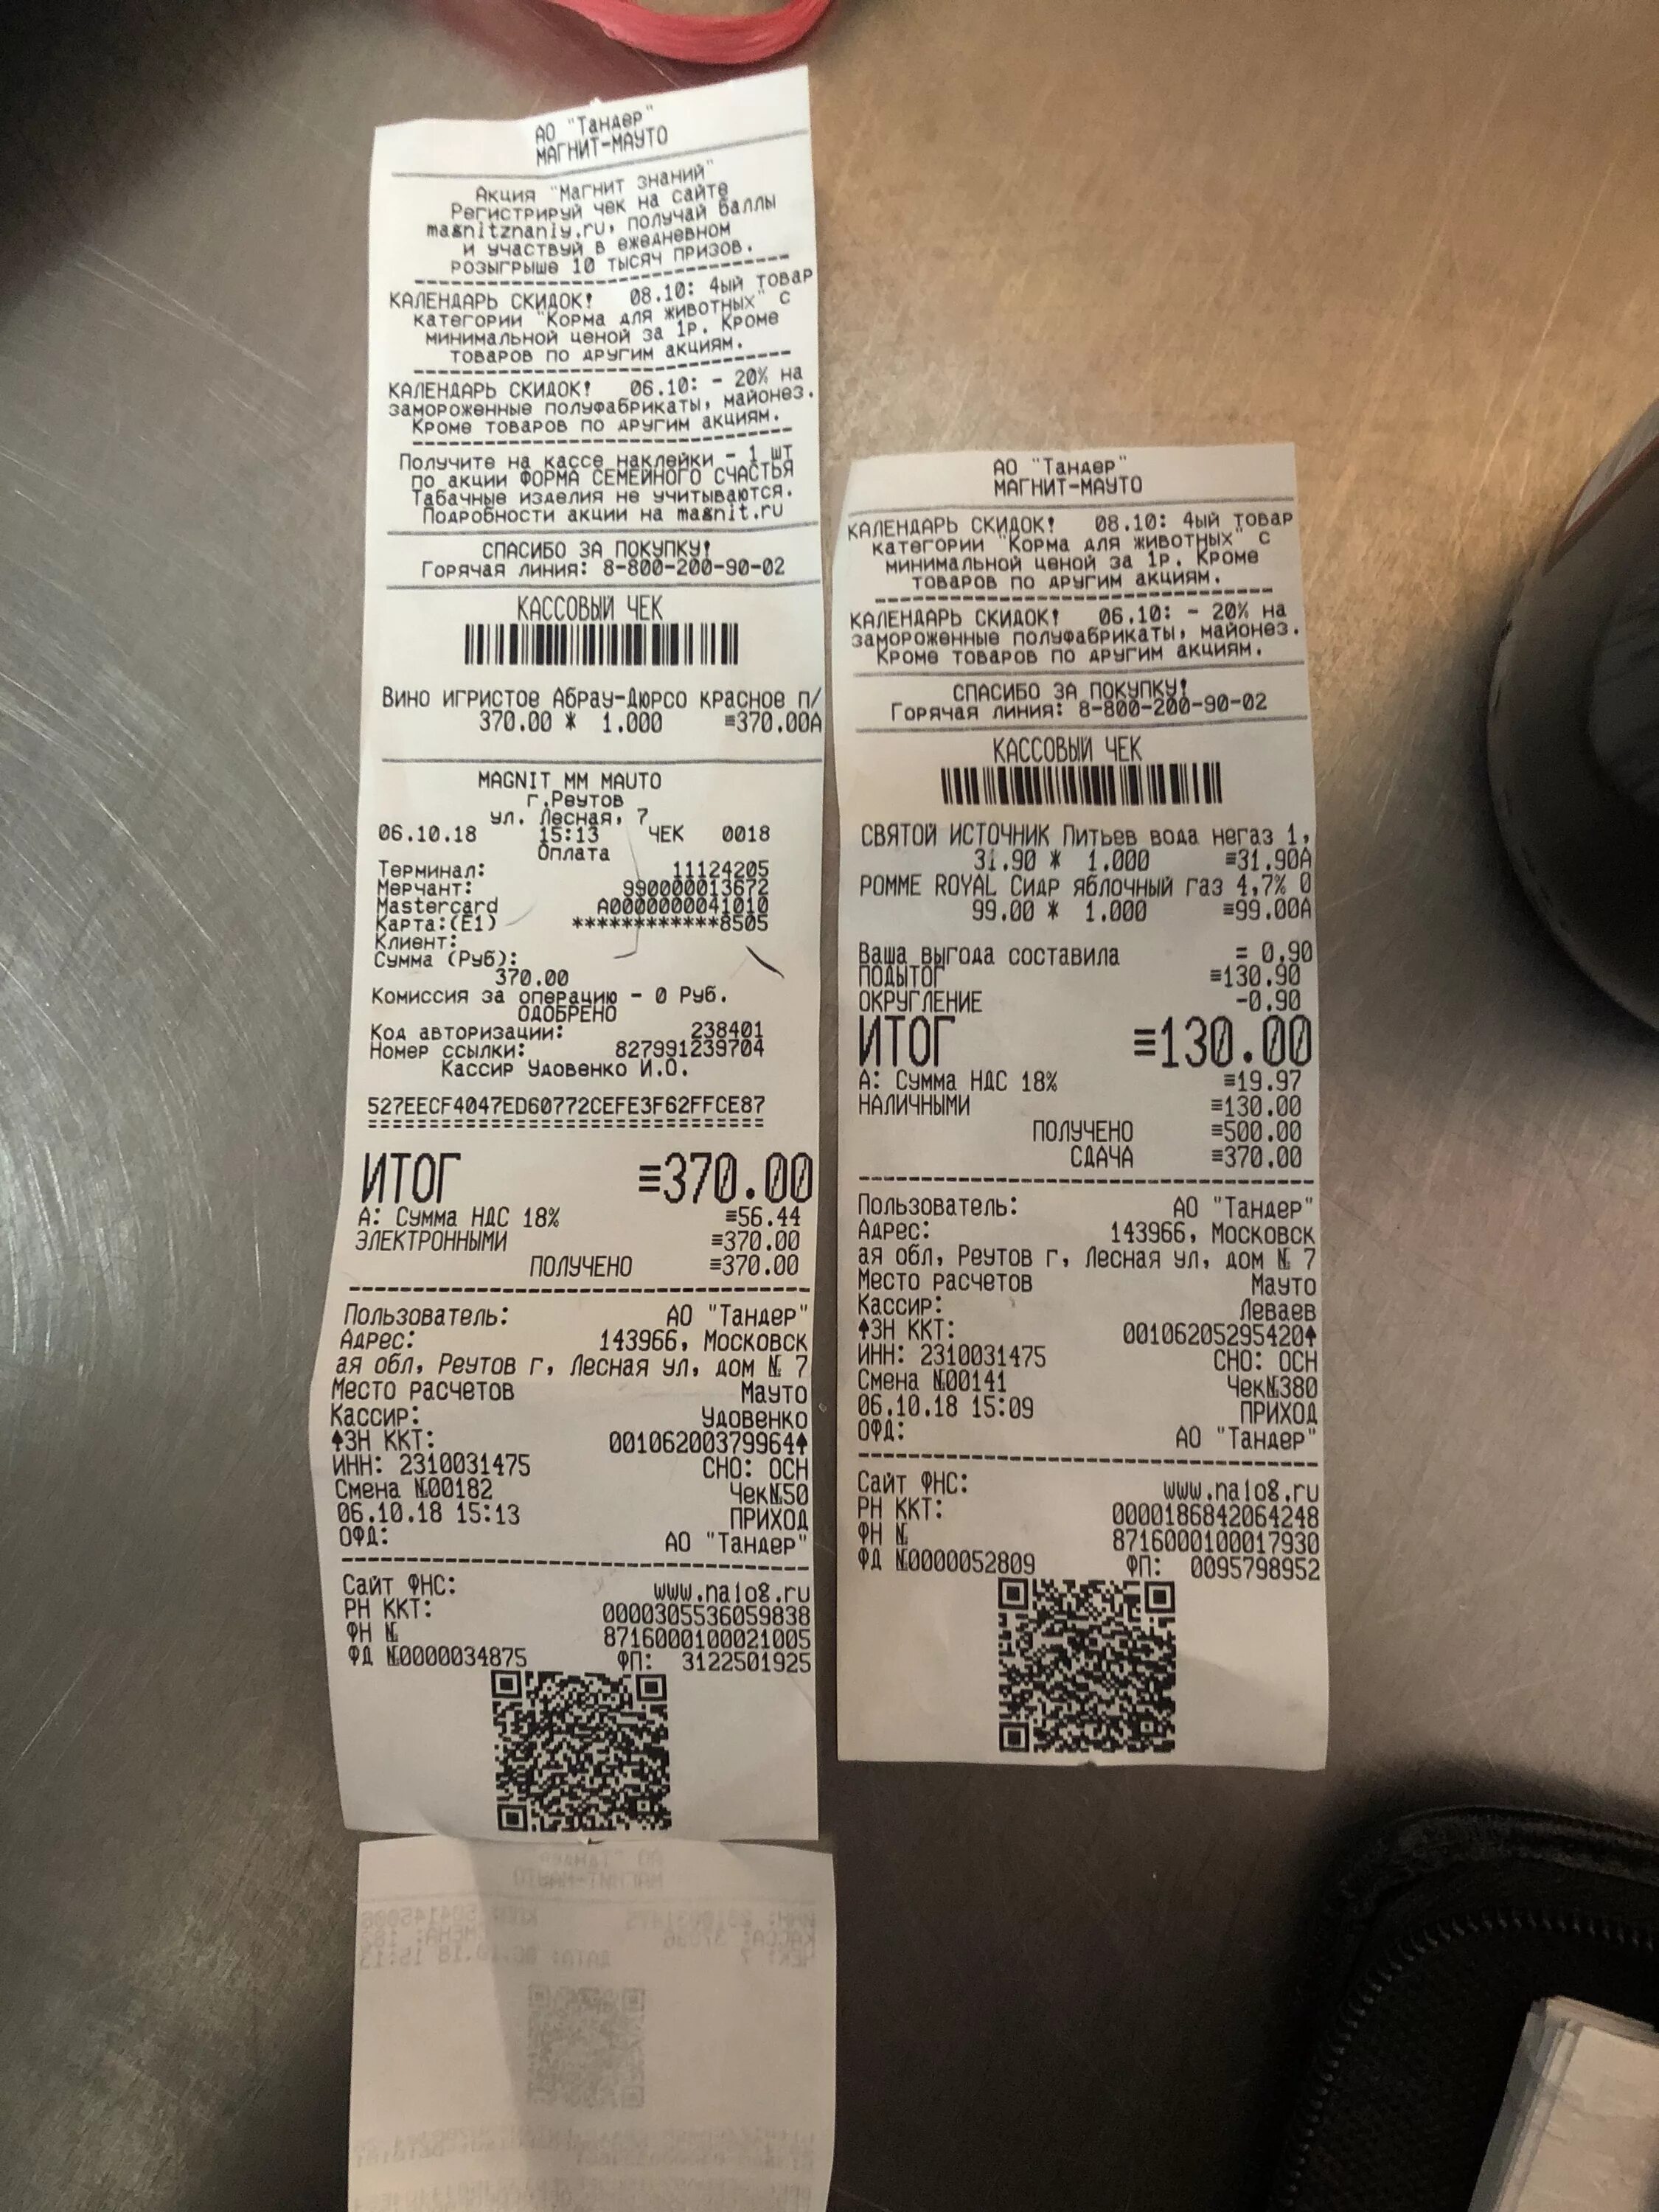 АО "Тандер"
МАГНИТ-МАУТО
Акция "Магнит знаний"
Регистрируй чек на сайте
magnitznaniy.ru, получай баллы
и участвуй в ежедневном
розыгрыше 10 тысяч призов.
КАЛЕНДАРЬ СКИДОК! 08.10: 4ый товар
категории "Корма для животных" с
минимальной ценой за 1р. Кроме
товаров по другим акциям.
КАЛЕНДАРЬ СКИДОК! 06.10: - 20% на
замороженные полуфабрикаты, майонез.
Кроме товаров по другим акциям.
Получите на кассе наклейки - 1 шт
по акции ФОРМА СЕМЕЙНОГО СЧАСТЬЯ
Табачные изделия не учитываются.
Подробности акции на magnit.ru
СПАСИБО ЗА ПОКУПКУ!
Горячая линия: 8-800-200-90-02
КАССОВЫЙ ЧЕК
Вино игристое Абрау-Дюрсо красное п/
370.00 * 1.000 ≡370.00А
MAGNIT MM MAUTO
г.Реутов
ул. Лесная, 7
06.10.18 15:13 ЧЕК 0018
Оплата
Терминал: 11124205
Мерчант: 990000013672
Mastercard A0000000041010
Карта:(E1) ************8505
Клиент:
Сумма (Руб):
370.00
Комиссия за операцию - 0 Руб.
ОДОБРЕНО
Код авторизации: 238401
Номер ссылки: 827991239704
Кассир Удовенко И.О.
527EECF4047ED60772CEFE3F62FFCE87
================================
ИТОГ ≡370.00
А: Сумма НДС 18% ≡56.44
ЭЛЕКТРОННЫМИ ≡370.00
ПОЛУЧЕНО ≡370.00
Пользователь: АО "Тандер"
Адрес: 143966, Московск
ая обл, Реутов г, Лесная ул, дом № 7
Место расчетов Мауто
Кассир: Удовенко
↑ЗН ККТ: 00106200379964↑
ИНН: 2310031475 СНО: ОСН
Смена №00182 Чек№50
06.10.18 15:13 ПРИХОД
ОФД: АО "Тандер"
Сайт ФНС: www.nalog.ru
РН ККТ: 0000305536059838
ФН № 8716000100021005
ФД №0000034875 ФП: 3122501925
АО "Тандер"
МАГНИТ-МАУТО
КАЛЕНДАРЬ СКИДОК! 08.10: 4ый товар
категории "Корма для животных" с
минимальной ценой за 1р. Кроме
товаров по другим акциям.
КАЛЕНДАРЬ СКИДОК! 06.10: - 20% на
замороженные полуфабрикаты, майонез.
Кроме товаров по другим акциям.
СПАСИБО ЗА ПОКУПКУ!
Горячая линия: 8-800-200-90-02
КАССОВЫЙ ЧЕК
СВЯТОЙ ИСТОЧНИК Питьев вода негаз 1,
31.90 * 1.000 ≡31.90А
POMME ROYAL Сидр яблочный газ 4,7% 0
99.00 * 1.000 ≡99.00А
Ваша выгода составила = 0,90
ПОДЫТОГ ≡130.90
ОКРУГЛЕНИЕ -0.90
ИТОГ ≡130.00
А: Сумма НДС 18% ≡19.97
НАЛИЧНЫМИ ≡130.00
ПОЛУЧЕНО ≡500.00
СДАЧА ≡370.00
Пользователь: АО "Тандер"
Адрес: 143966, Московск
ая обл, Реутов г, Лесная ул, дом № 7
Место расчетов Мауто
Кассир: Леваев
↑ЗН ККТ: 00106205295420↑
ИНН: 2310031475 СНО: ОСН
Смена №00141 Чек№380
06.10.18 15:09 ПРИХОД
ОФД: АО "Тандер"
Сайт ФНС: www.nalog.ru
РН ККТ: 0000186842064248
ФН № 8716000100017930
ФД №0000052809 ФП: 0095798952